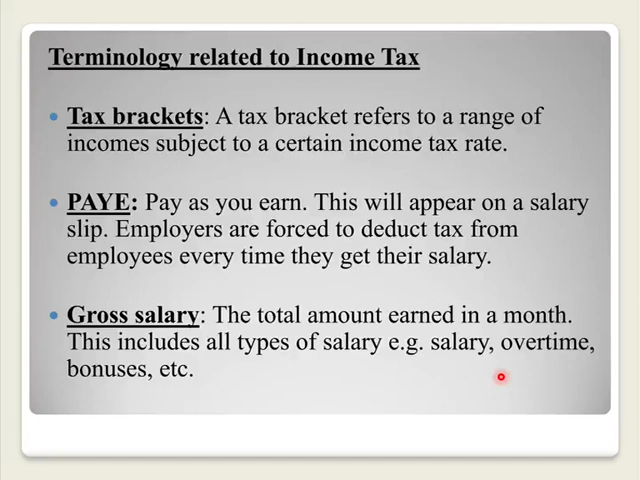 Terminology related to Income Tax
• Tax brackets: A tax bracket refers to a range of
incomes subject to a certain income tax rate.
• PAYE: Pay as you earn. This will appear on a salary
slip. Employers are forced to deduct tax from
employees every time they get their salary.
• Gross salary: The total amount earned in a month.
This includes all types of salary e.g. salary, overtime,
bonuses, etc.